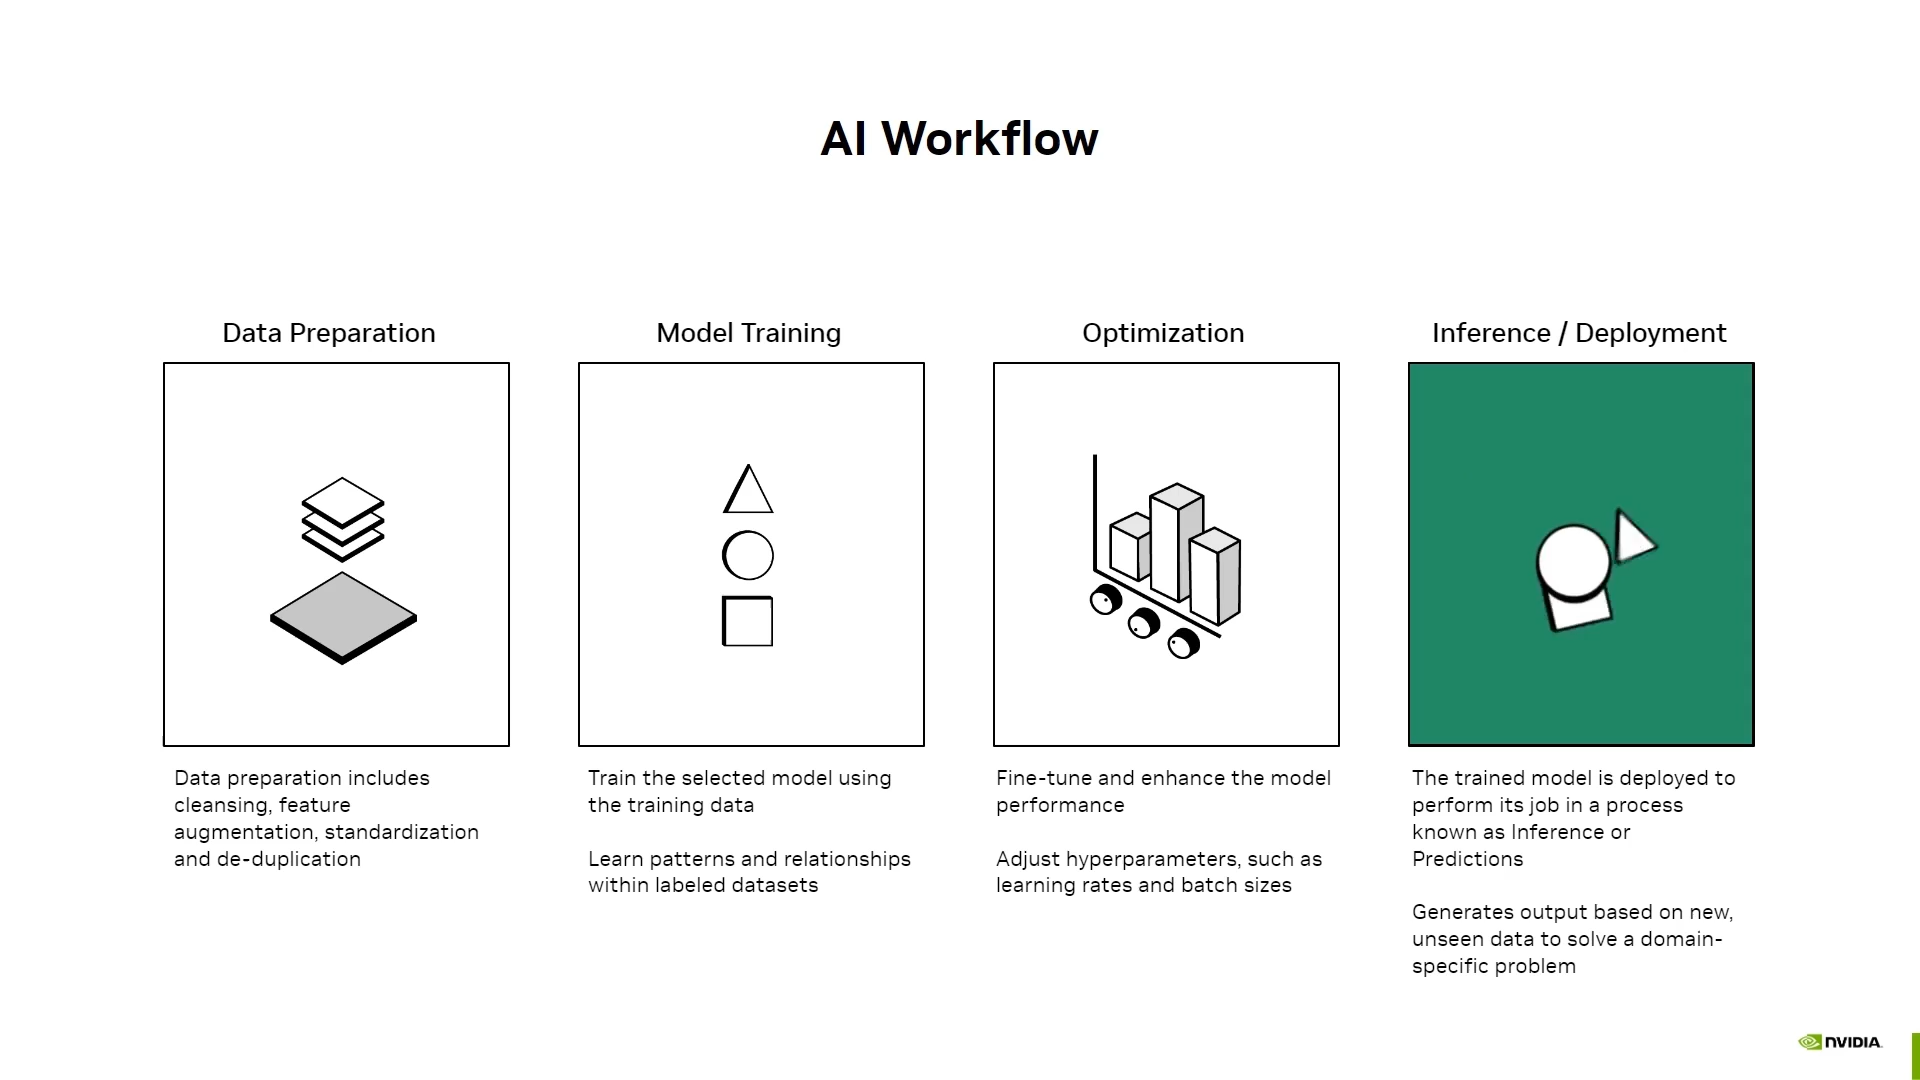 AI Workflow
Data Preparation
Data preparation includes
cleansing, feature
augmentation, standardization
and de-duplication
Model Training
Train the selected model using
the training data
Learn patterns and relationships
within labeled datasets
Optimization
Fine-tune and enhance the model
performance
Adjust hyperparameters, such as
learning rates and batch sizes
Inference / Deployment
The trained model is deployed to
perform its job in a process
known as Inference or
Predictions
Generates output based on new,
unseen data to solve a domain-
specific problem
NVIDIA.